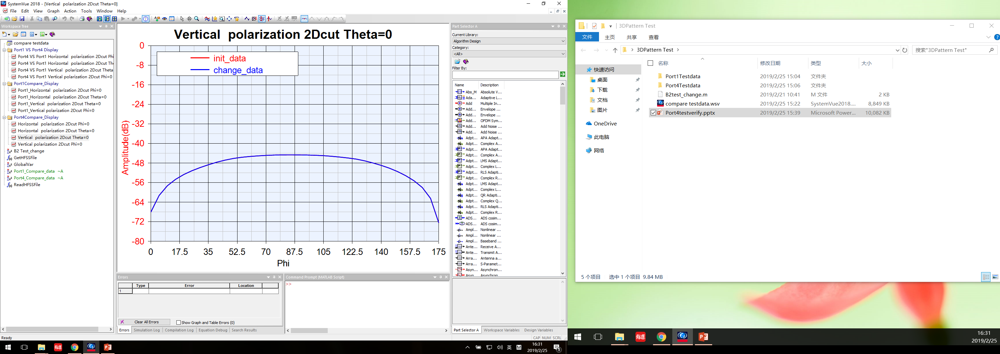 SystemVue 2018 - [Vertical  polarization 2Dcut Theta=0]
File Edit View Graph Action Tools Window Help
Workspace Tree
compare testdata
Port1 VS Port4 Display
Port4 VS Port1 Horizontal  polarization 2Dcut Phi
Port4 VS Port1 Horizontal  polarization 2Dcut Th
Port4 VS Port1 Vertical  polarization 2Dcut Theta
Port4 VS Port1 Vertical polarization 2Dcut Phi=0
Port1Compare_Display
Port1_Horizontal  polarization 2Dcut Phi=0
Port1_Horizontal  polarization 2Dcut Theta=0
Port1_Vertical  polarization 2Dcut Theta=0
Port1_Vertical polarization 2Dcut Phi=0
Port4Compare_Display
Horizontal  polarization 2Dcut Phi=0
Horizontal  polarization 2Dcut Theta=0
Vertical  polarization 2Dcut Theta=0
Vertical polarization 2Dcut Phi=0
B2 Test_change
GetHFSSFile
GlobalVar
Port1_Compare_data ~A
Port4_Compare_data ~A
ReadHFSSFile
Vertical  polarization 2Dcut Theta=0
init_data
change_data
Amplitude(dB)
0
-8
-16
-24
-32
-40
-48
-56
-64
-72
-80
0 17.5 35 52.5 70 87.5 105 122.5 140 157.5 175
Phi
Errors
Type Error Location
1
Clear All Errors
Show Graph and Table Errors (0)
Errors Simulation Log Compilation Log Equation Debug Search Results
Command Prompt (MATLAB Script)
>>
Part Selector A
Current Library:
Algorithm Design
Category:
<All>
Filter By:
Name Description
Abs_M Absolute V...
Ada... Adaptive L...
Add Multiple In...
Add... Envelope ...
Add... Envelope ...
Add... OFDM Sym...
Add... Add Noise ...
Add... Add Noise ...
Adpt... APA Adapt...
Adpt... Complex A...
Adpt... APA Adapt...
Adpt... Complex A...
Adpt... LMS Adapt...
Adpt... Complex L...
Adpt... RLS Adapti...
Adpt... Complex R...
Adpt... LMS Adapt...
Adpt... Complex L...
Adpt... QR Adapti...
Adpt... Complex Q...
Adpt... RLS Adapti...
Adpt... Complex R...
ADS... ADS cosim...
ADS... ADS cosim...
Ampl... Nonlinear ...
Ampl... Nonlinear ...
Ampl... Baseband ...
Ante... Receive A...
Ante... Transmit A...
Arra... Antenna a...
Arra... S-Paramet...
Asyn... Asynchron...
Asyn... Asynchron...
Part Selector A Workspace Variables Design Variables
Ready
CAP NUM SCRL
有道
英 M
16:31
2019/2/25
1
3DPattern Test
文件 主页 共享 查看
3DPattern Test
搜索"3DPattern Test"
名称 修改日期 类型 大小
快速访问
桌面
下载
文档
图片
OneDrive
此电脑
网络
Port1Testdata 2019/2/25 15:04 文件夹
Port4Testdata 2019/2/25 15:06 文件夹
B2test_change.m 2019/2/21 10:41 M 文件 2 KB
compare testdata.wsv 2019/2/25 15:22 SystemVue2018.... 8,849 KB
Port4testverify.pptx 2019/2/25 15:39 Microsoft Power... 10,082 KB
5 个项目 选中 1 个项目 9.84 MB
有道
16:31
2019/2/25